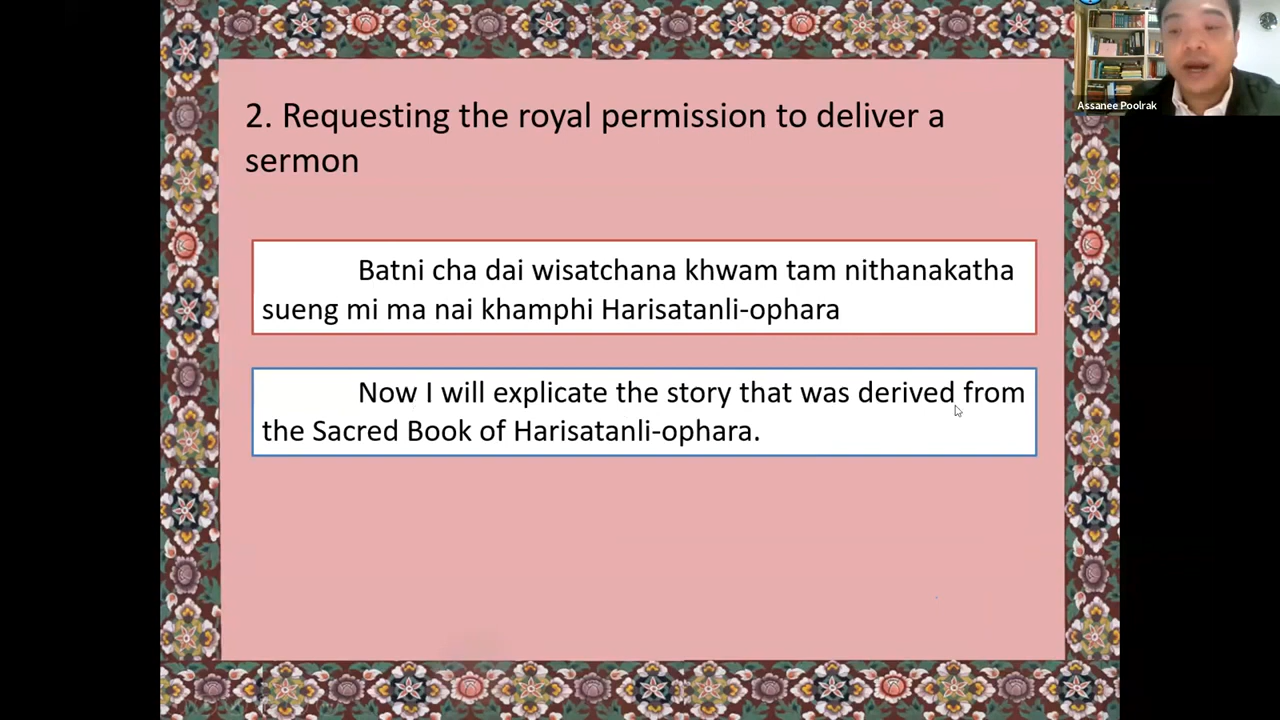 2. Requesting the royal permission to deliver a
sermon
Batni cha dai wisatchana khwam tam nithanakatha
sueng mi ma nai khamphi Harisatanli-ophara
Now I will explicate the story that was derived from
the Sacred Book of Harisatanli-ophara.
Assanee Poolrak